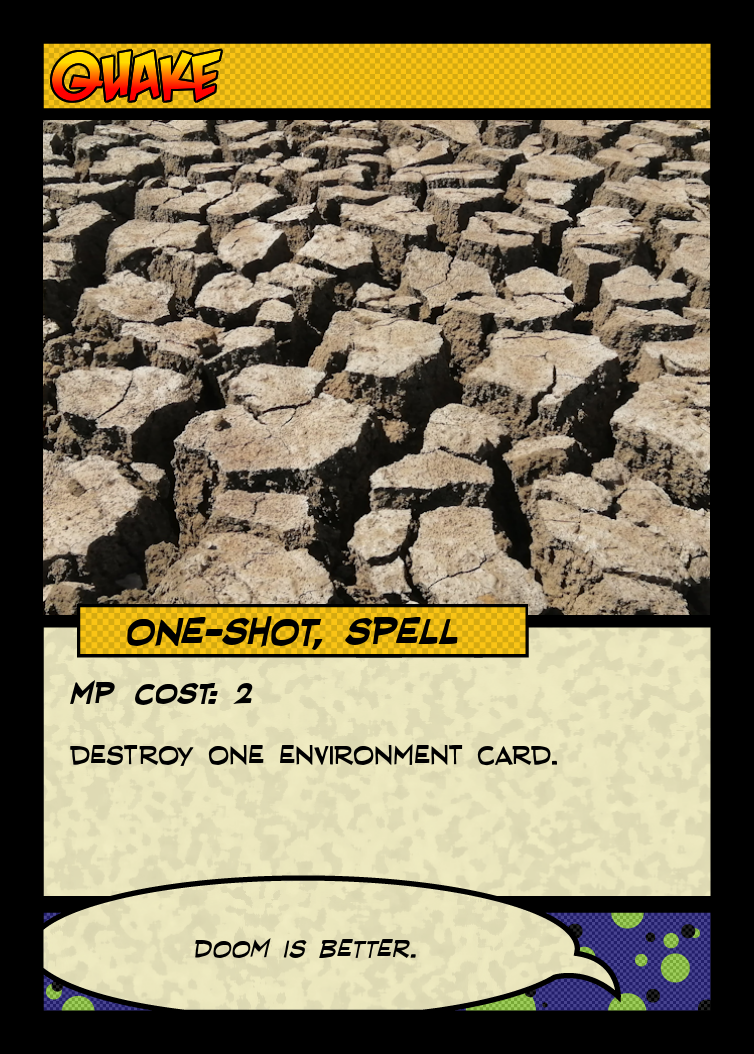 QUAKE
ONE-SHOT, SPELL
MP COST: 2
DESTROY ONE ENVIRONMENT CARD.
DOOM IS BETTER.